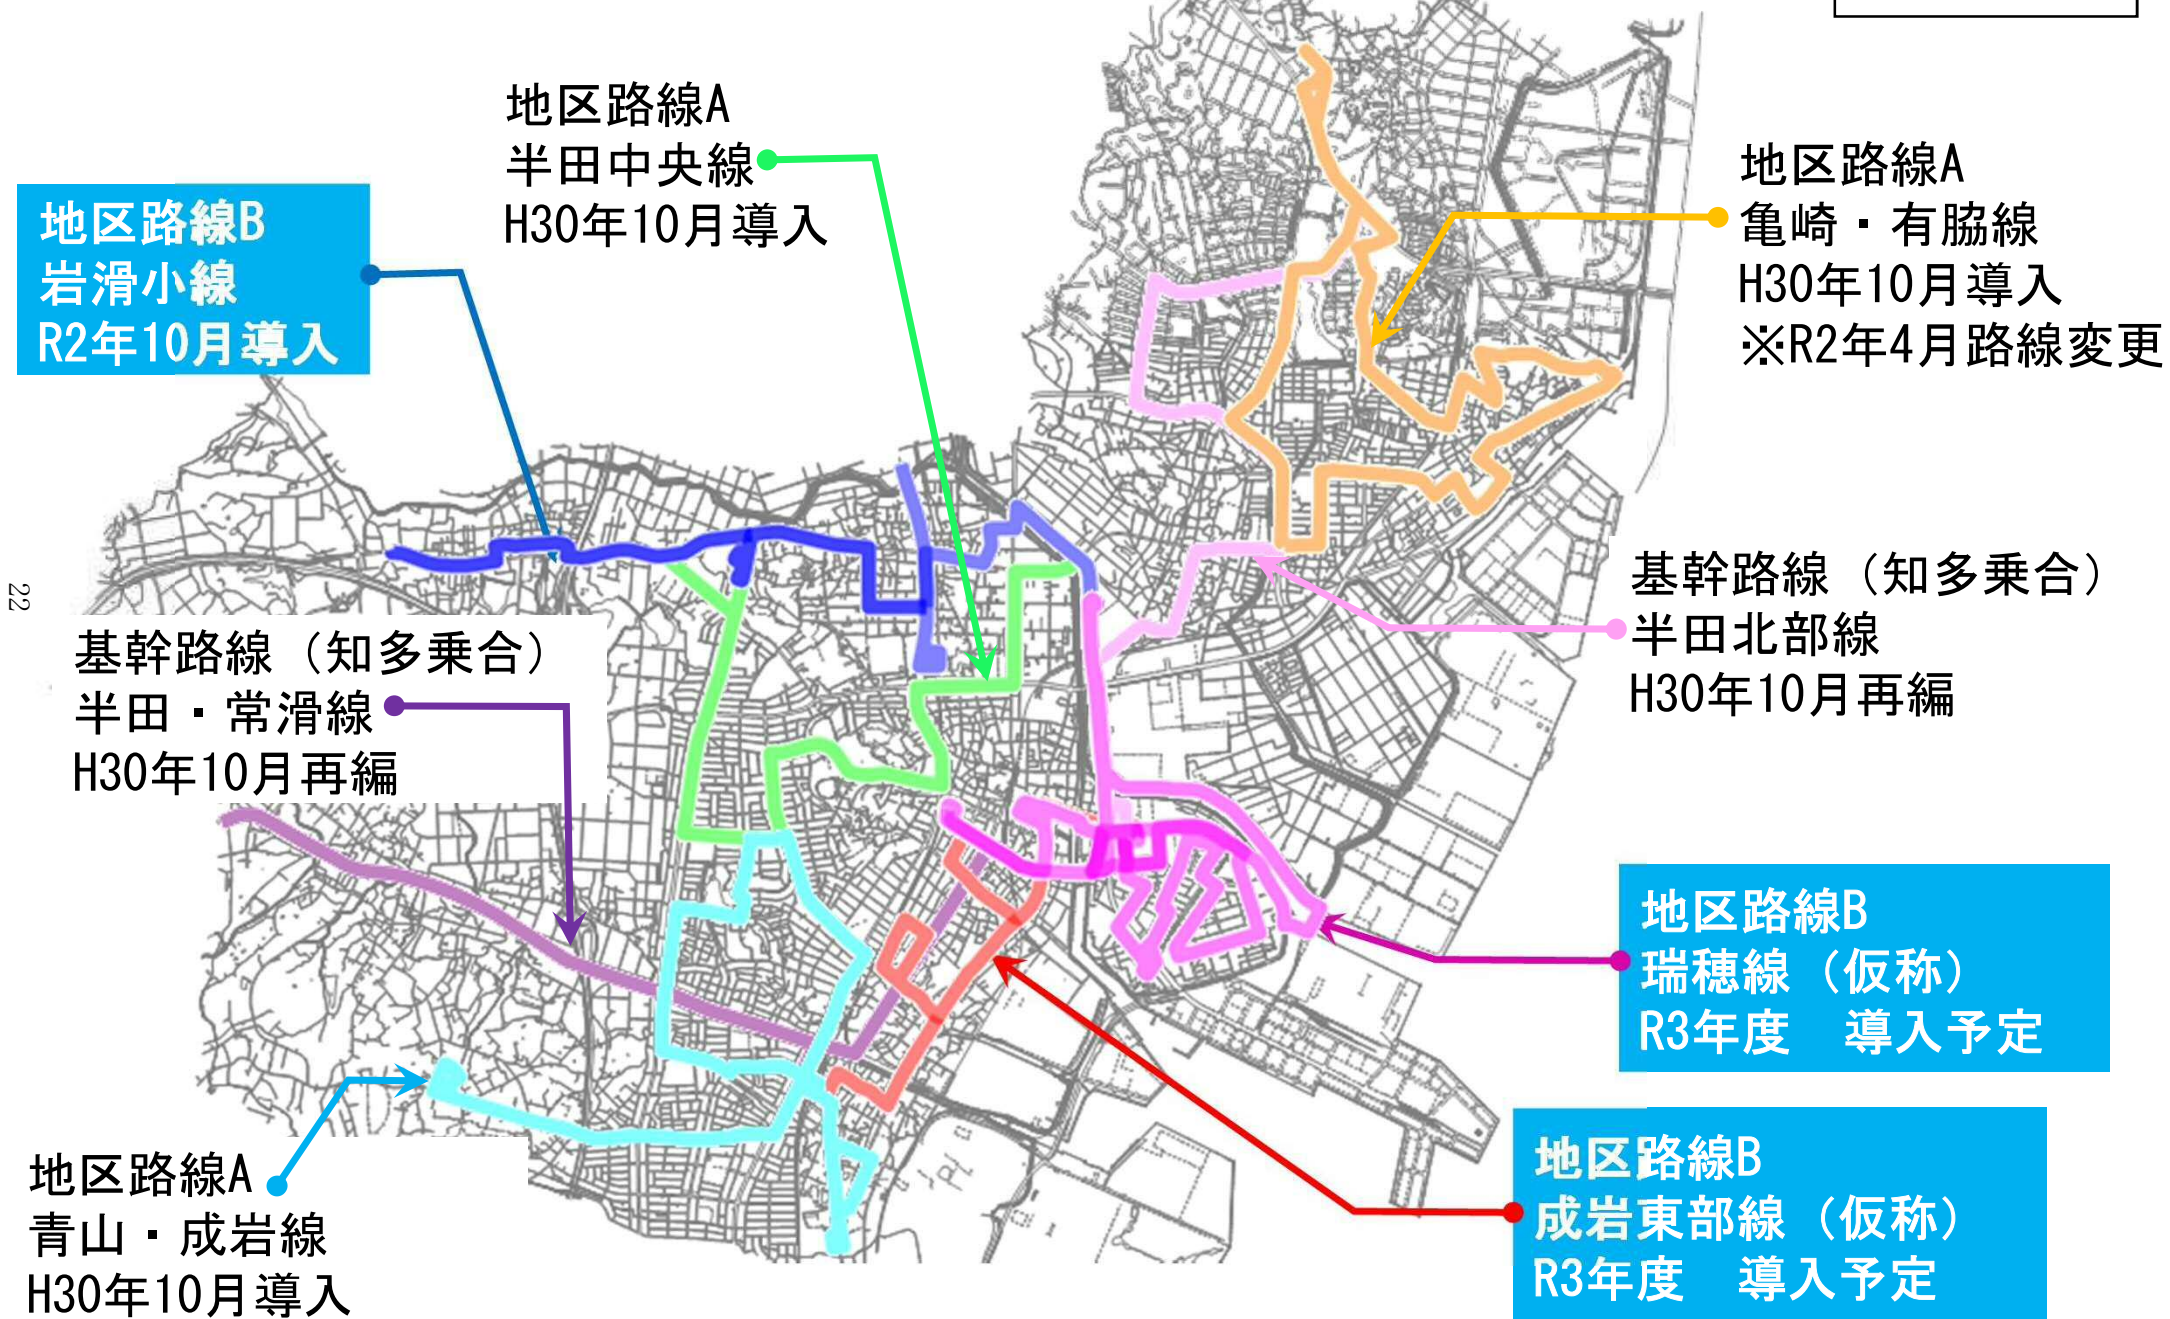 地区路線A
半田中央線
H30年10月導入
地区路線A
亀崎・有脇線
H30年10月導入
※R2年4月路線変更
地区路線B
岩滑小線
R2年10月導入
基幹路線（知多乗合）
半田北部線
H30年10月再編
22
基幹路線（知多乗合）
半田・常滑線
H30年10月再編
地区路線B
瑞穂線（仮称）
R3年度　導入予定
地区路線B
成岩東部線（仮称）
R3年度　導入予定
地区路線A
青山・成岩線
H30年10月導入